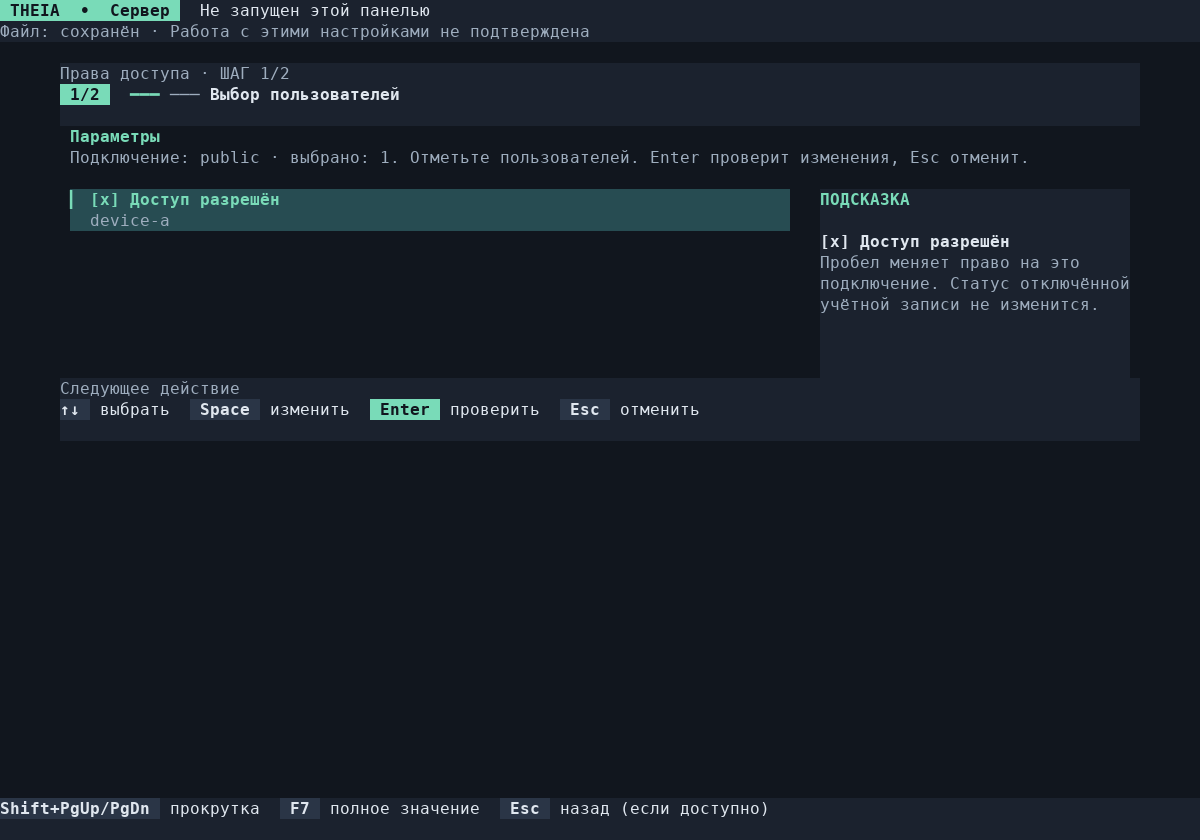 THEIA • Сервер Не запущен этой панелью
Файл: сохранён · Работа с этими настройками не подтверждена
Права доступа · ШАГ 1/2
1/2 ━━━ ─── Выбор пользователей
Параметры
Подключение: public · выбрано: 1. Отметьте пользователей. Enter проверит изменения, Esc отменит.
[x] Доступ разрешён
device-a
ПОДСКАЗКА
[x] Доступ разрешён
Пробел меняет право на это
подключение. Статус отключённой
учётной записи не изменится.
Следующее действие
↑↓ выбрать Space изменить Enter проверить Esc отменить
Shift+PgUp/PgDn прокрутка F7 полное значение Esc назад (если доступно)